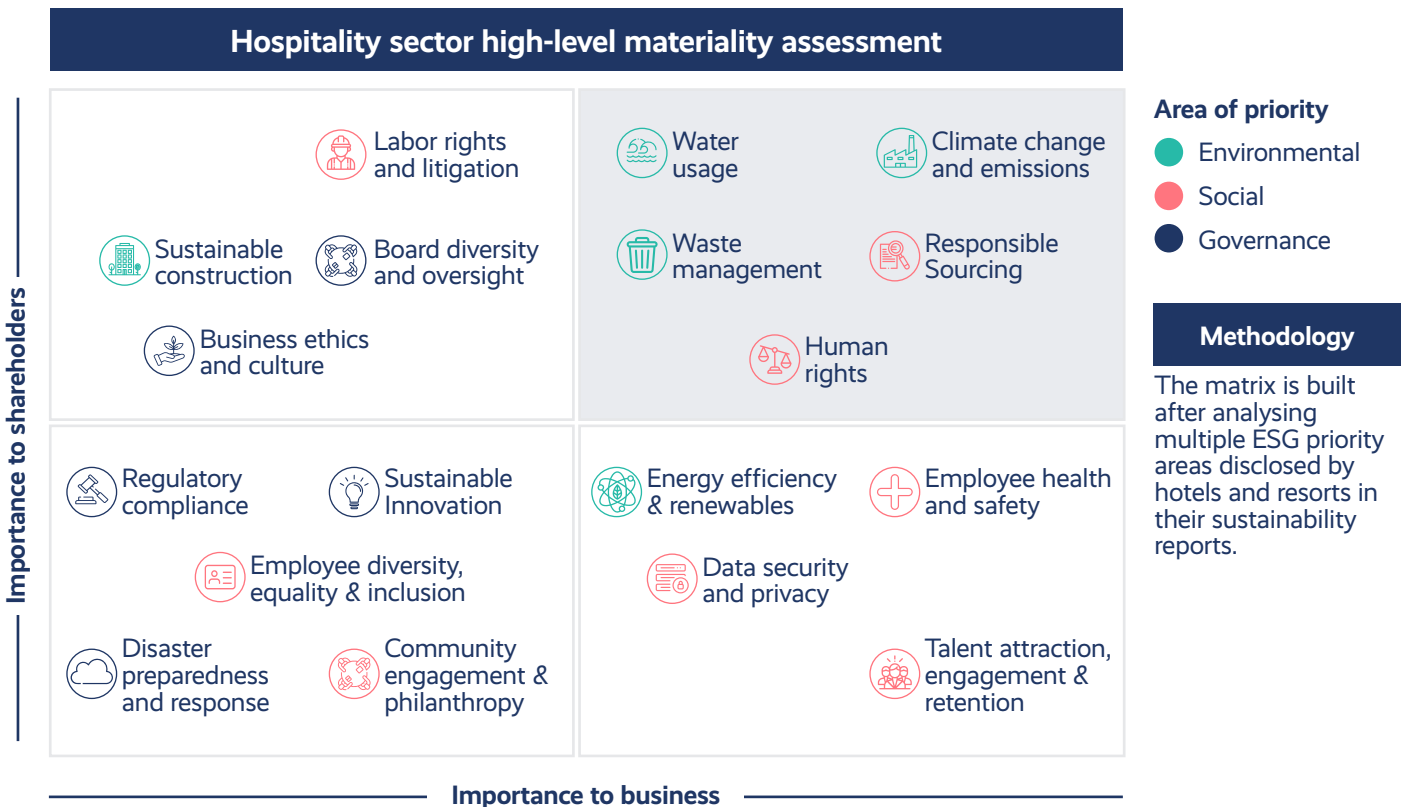 Hospitality sector high-level materiality assessment
Importance to shareholders
Labor rights
and litigation
Sustainable
construction
Board diversity
and oversight
Business ethics
and culture
Water
usage
Climate change
and emissions
Waste
management
Responsible
Sourcing
Human
rights
Regulatory
compliance
Sustainable
Innovation
Employee diversity,
equality & inclusion
Disaster
preparedness
and response
Community
engagement &
philanthropy
Energy efficiency
& renewables
Employee health
and safety
Data security
and privacy
Talent attraction,
engagement &
retention
Importance to business
Area of priority
Environmental
Social
Governance
Methodology
The matrix is built
after analysing
multiple ESG priority
areas disclosed by
hotels and resorts in
their sustainability
reports.